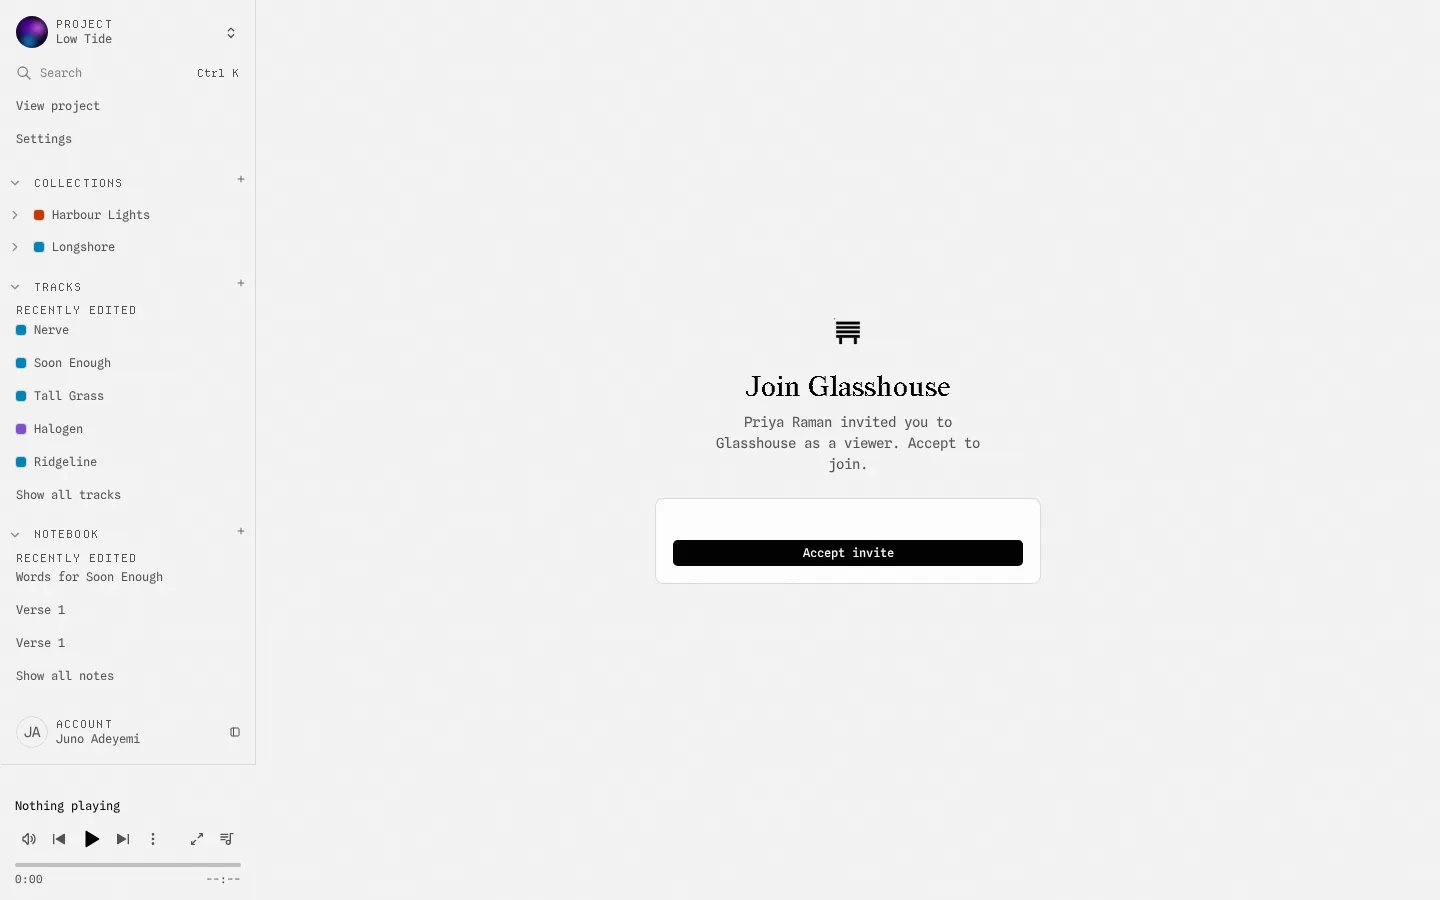 PROJECT
Low Tide
Search
Ctrl K
View project
Settings
COLLECTIONS
Harbour Lights
Longshore
TRACKS
RECENTLY EDITED
Nerve
Soon Enough
Tall Grass
Halogen
Ridgeline
Show all tracks
NOTEBOOK
RECENTLY EDITED
Words for Soon Enough
Verse 1
Verse 1
Show all notes
JA
ACCOUNT
Juno Adeyemi
Nothing playing
0:00
--:--
Join Glasshouse
Priya Raman invited you to
Glasshouse as a viewer. Accept to
join.
Accept invite